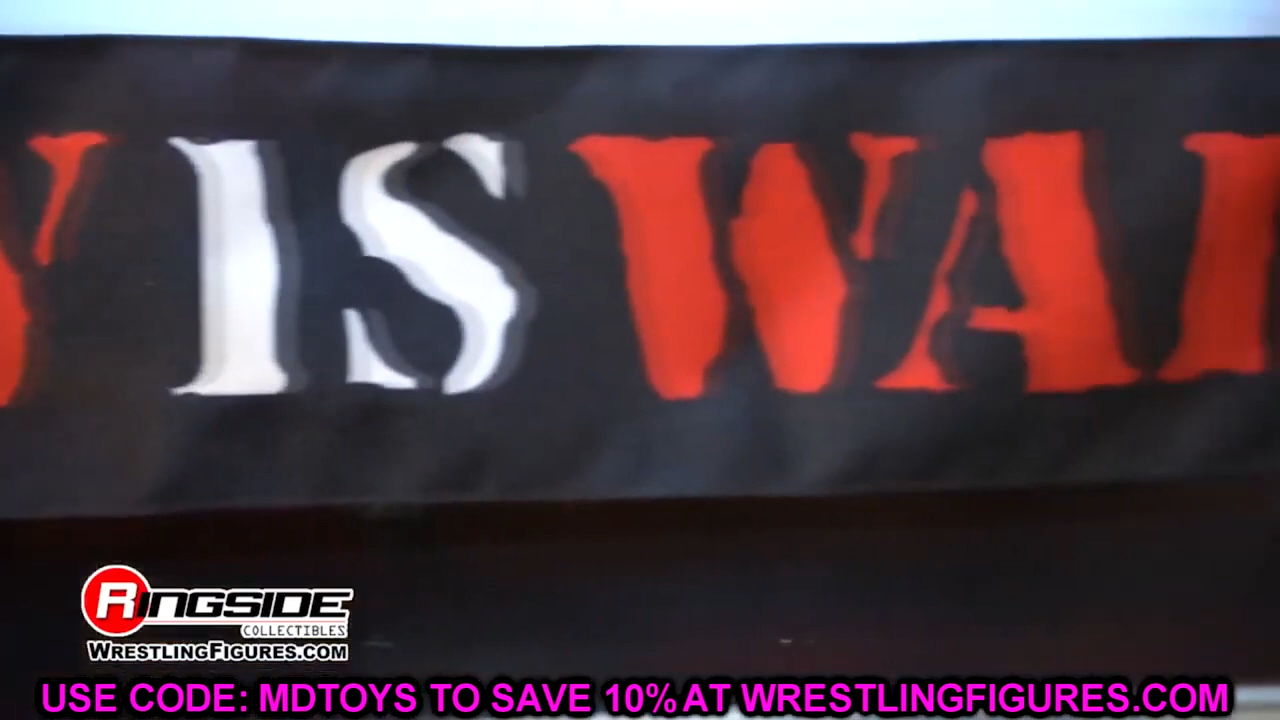 IS
RINGSIDE
COLLECTIBLES
WRESTLINGFIGURES.COM
USE CODE: MDTOYS TO SAVE 10% AT WRESTLINGFIGURES.COM